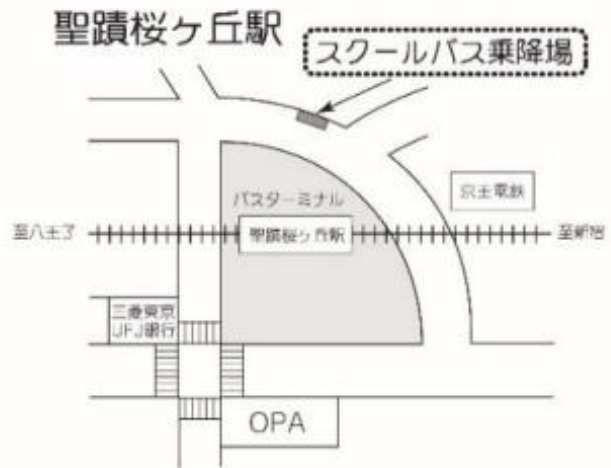 聖蹟桜ヶ丘駅
スクールバス乗降場
バスターミナル
京王電鉄
至八王子
聖蹟桜ヶ丘駅
至新宿
三菱東京
UFJ銀行
OPA